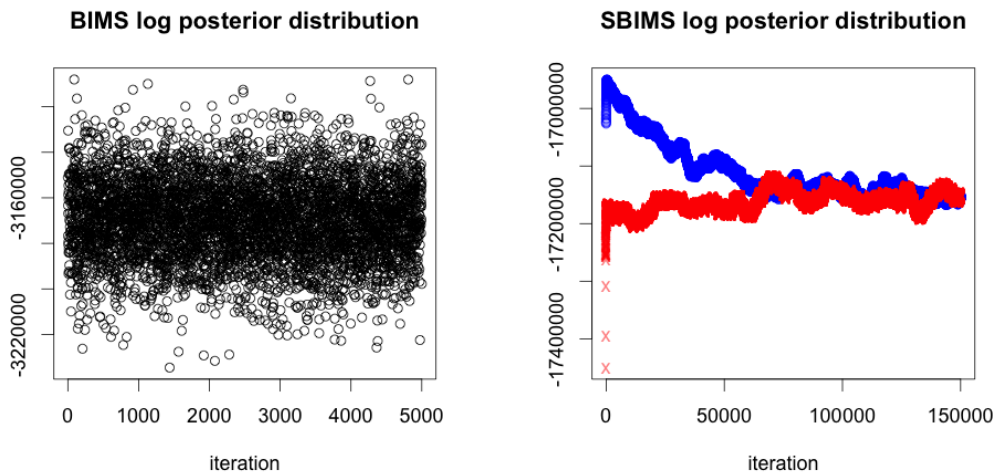 BIMS log posterior distribution
-3160000
-3220000
0 1000 2000 3000 4000 5000
iteration
SBIMS log posterior distribution
-17000000
-17200000
-17400000
0 50000 100000 150000
iteration